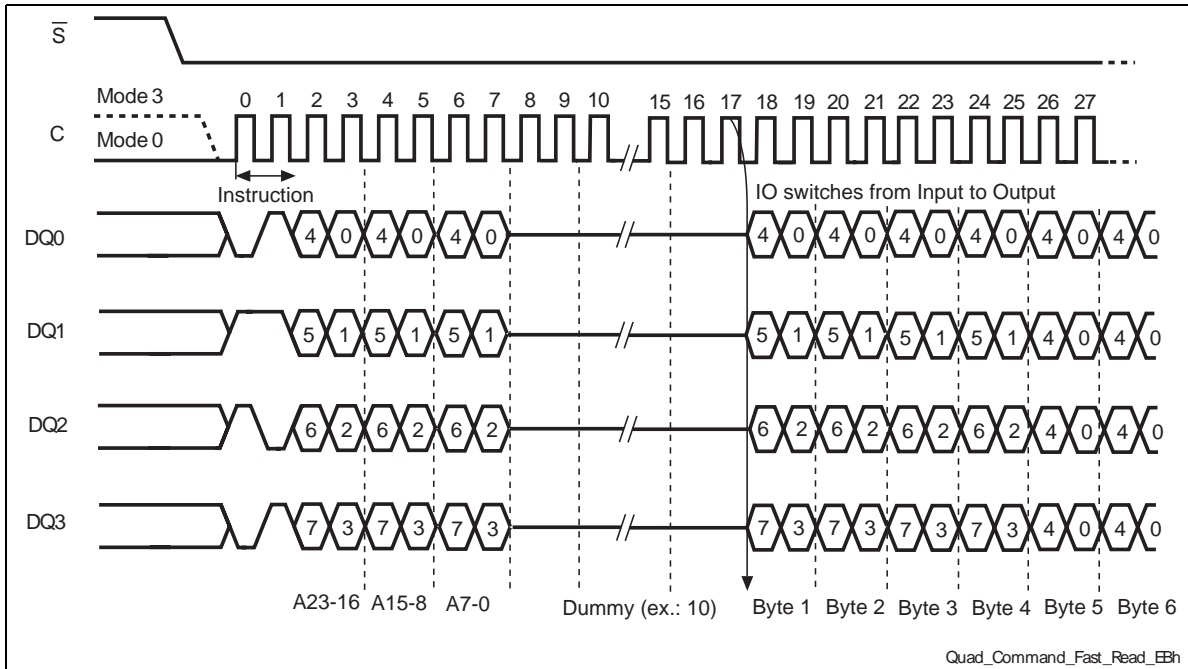 S
Mode 3
C
Mode 0
0 1 2 3 4 5 6 7 8 9 10 15 16 17 18 19 20 21 22 23 24 25 26 27
Instruction
IO switches from Input to Output
DQ0 4 0 4 0 4 0 4 0 4 0 4 0 4 0 4 0 4 0
DQ1 5 1 5 1 5 1 5 1 5 1 5 1 5 1 4 0 4 0
DQ2 6 2 6 2 6 2 6 2 6 2 6 2 6 2 4 0 4 0
DQ3 7 3 7 3 7 3 7 3 7 3 7 3 7 3 4 0 4 0
A23-16 A15-8 A7-0 Dummy (ex.: 10) Byte 1 Byte 2 Byte 3 Byte 4 Byte 5 Byte 6
Quad_Command_Fast_Read_EBh